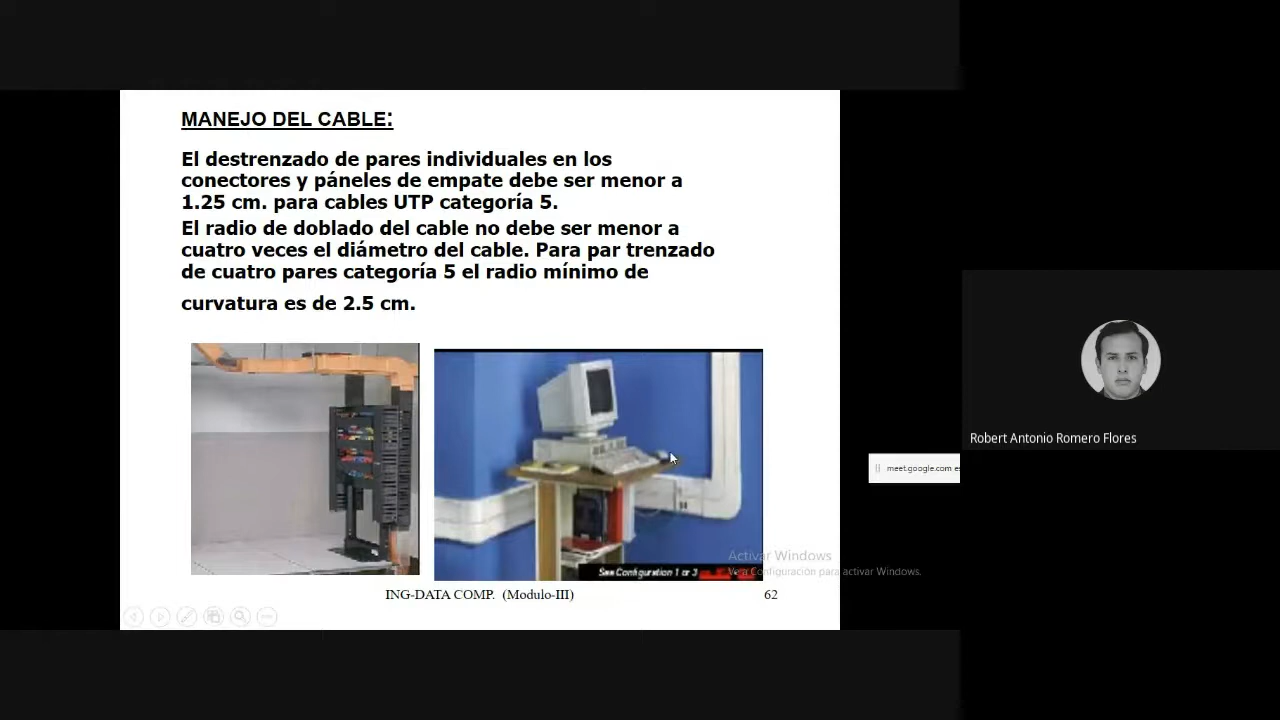 MANEJO DEL CABLE:
El destrenzado de pares individuales en los
conectores y páneles de empate debe ser menor a
1.25 cm. para cables UTP categoría 5.
El radio de doblado del cable no debe ser menor a
cuatro veces el diámetro del cable. Para par trenzado
de cuatro pares categoría 5 el radio mínimo de
curvatura es de 2.5 cm.
Robert Antonio Romero Flores
meet.google.com es
Activar Windows
Ve a Configuración para activar Windows.
See Configuration 1 or 3
ING-DATA COMP. (Modulo-III)
62